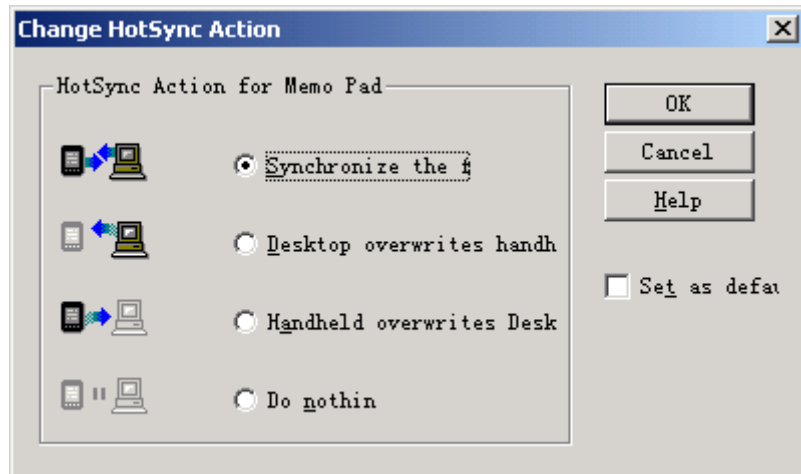 Change HotSync Action
HotSync Action for Memo Pad
Synchronize the f
Desktop overwrites handh
Handheld overwrites Desk
Do nothin
OK
Cancel
Help
Set as defau